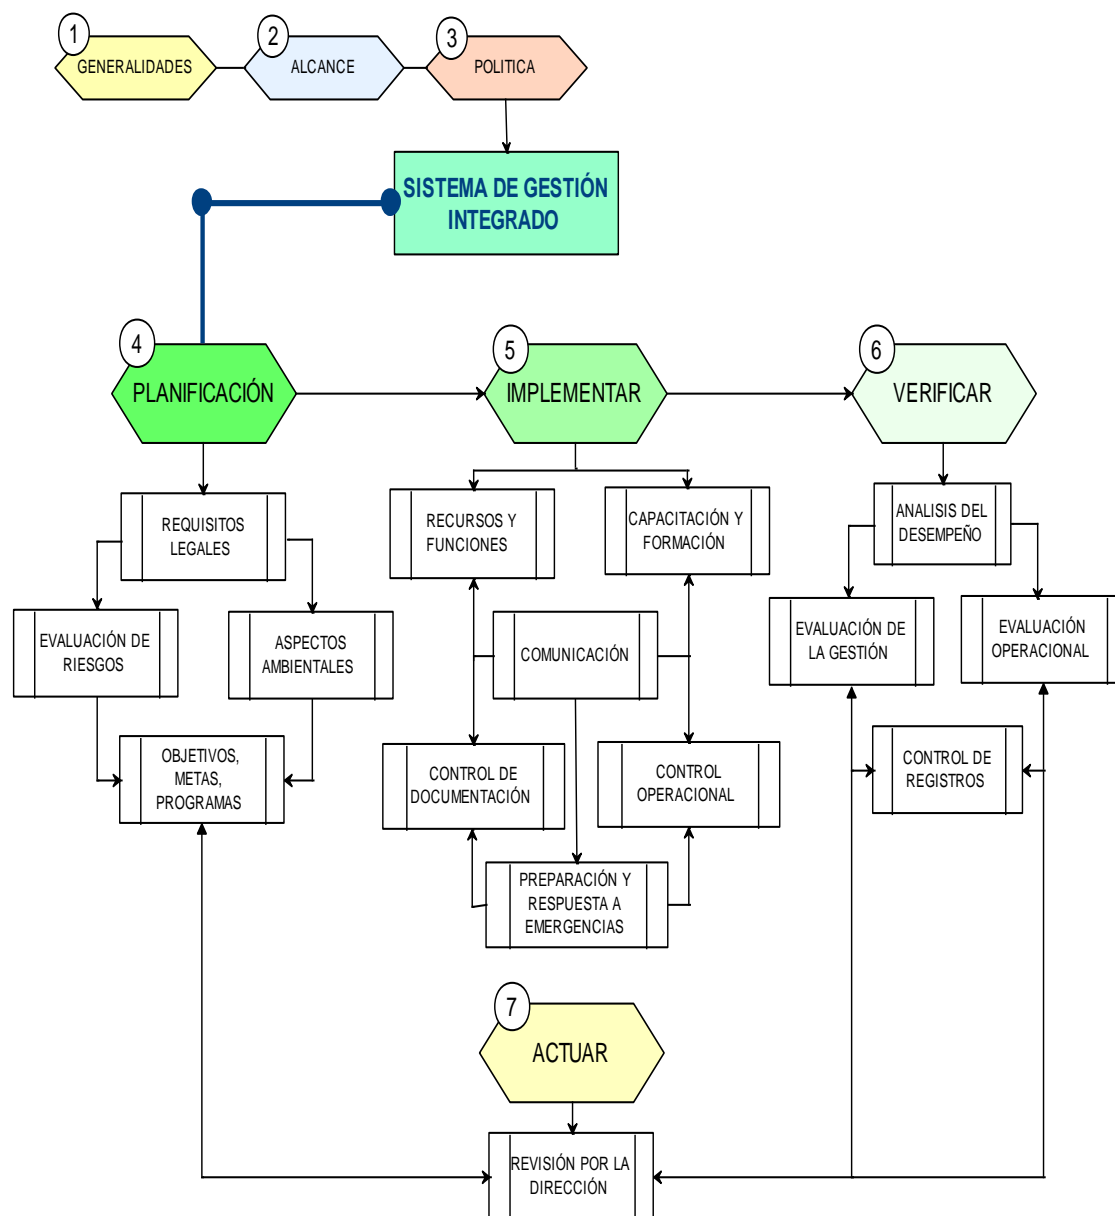 1
GENERALIDADES
2
ALCANCE
3
POLITICA
SISTEMA DE GESTIÓN
INTEGRADO
4
PLANIFICACIÓN
5
IMPLEMENTAR
6
VERIFICAR
REQUISITOS
LEGALES
RECURSOS Y
FUNCIONES
CAPACITACIÓN Y
FORMACIÓN
ANALISIS DEL
DESEMPEÑO
EVALUACIÓN DE
RIESGOS
ASPECTOS
AMBIENTALES
COMUNICACIÓN
EVALUACIÓN DE
LA GESTIÓN
EVALUACIÓN
OPERACIONAL
OBJETIVOS,
METAS,
PROGRAMAS
CONTROL DE
DOCUMENTACIÓN
CONTROL
OPERACIONAL
CONTROL DE
REGISTROS
PREPARACIÓN Y
RESPUESTA A
EMERGENCIAS
7
ACTUAR
REVISIÓN POR LA
DIRECCIÓN